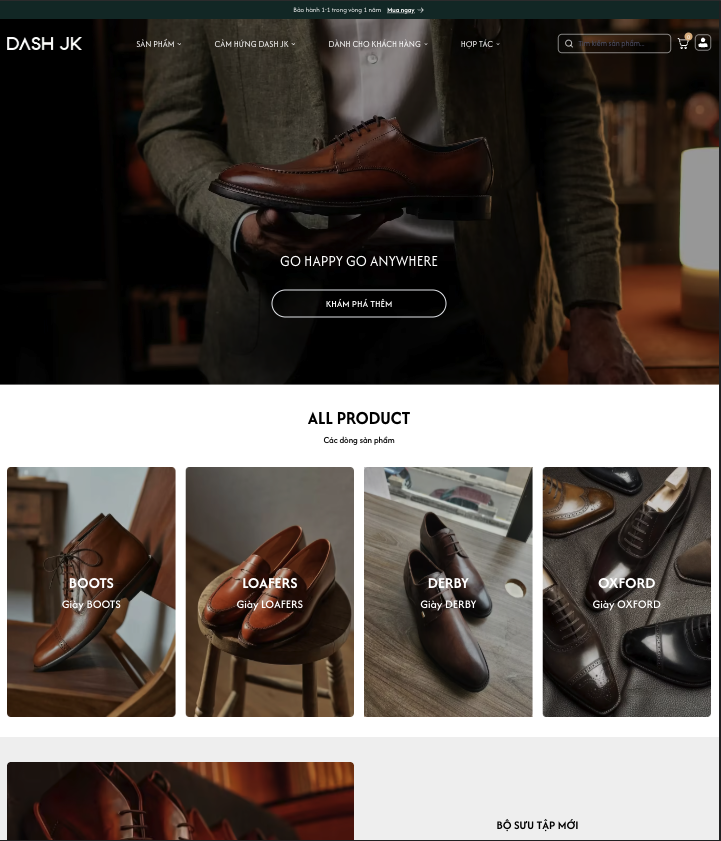 Bảo hành 1-1 trong vòng 1 năm Mua ngay →
DASH JK
SẢN PHẨM
CẢM HỨNG DASH JK
DÀNH CHO KHÁCH HÀNG
HỢP TÁC
Tìm kiếm sản phẩm...
GO HAPPY GO ANYWHERE
KHÁM PHÁ THÊM
ALL PRODUCT
Các dòng sản phẩm
BOOTS
Giày BOOTS
LOAFERS
Giày LOAFERS
DERBY
Giày DERBY
OXFORD
Giày OXFORD
BỘ SƯU TẬP MỚI